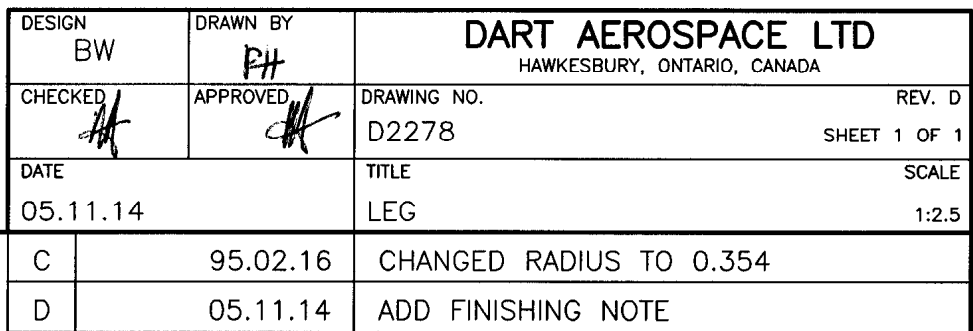 DESIGN
BW
DRAWN BY
DART AEROSPACE LTD
HAWKESBURY, ONTARIO, CANADA
CHECKED
APPROVED
DRAWING NO.
D2278
REV. D
SHEET 1 OF 1
DATE
05.11.14
TITLE
LEG
SCALE
1:2.5
C 95.02.16 CHANGED RADIUS TO 0.354
D 05.11.14 ADD FINISHING NOTE